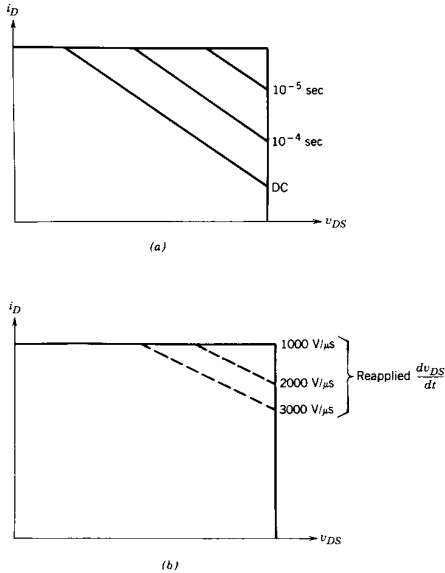 i_D
10⁻⁵ sec
10⁻⁴ sec
DC
v_DS
(a)
i_D
1000 V/μs
2000 V/μs
3000 V/μs
Reapplied dv_DS/dt
v_DS
(b)